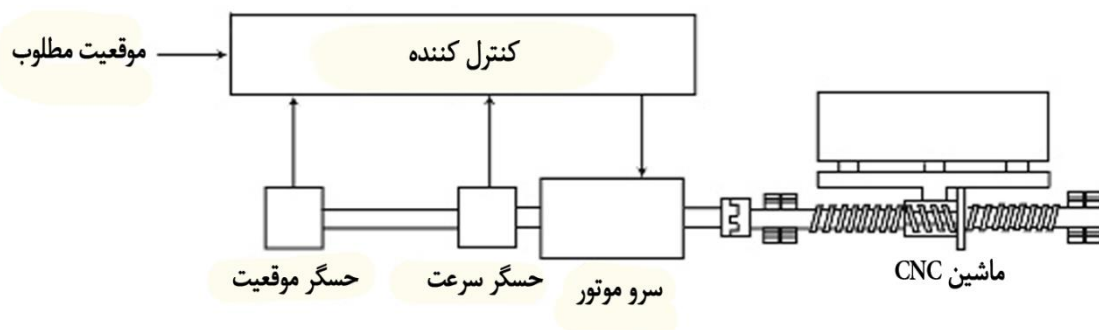 کنترل کننده
موقعیت مطلوب
حسگر موقعیت
حسگر سرعت
سرو موتور
ماشین CNC